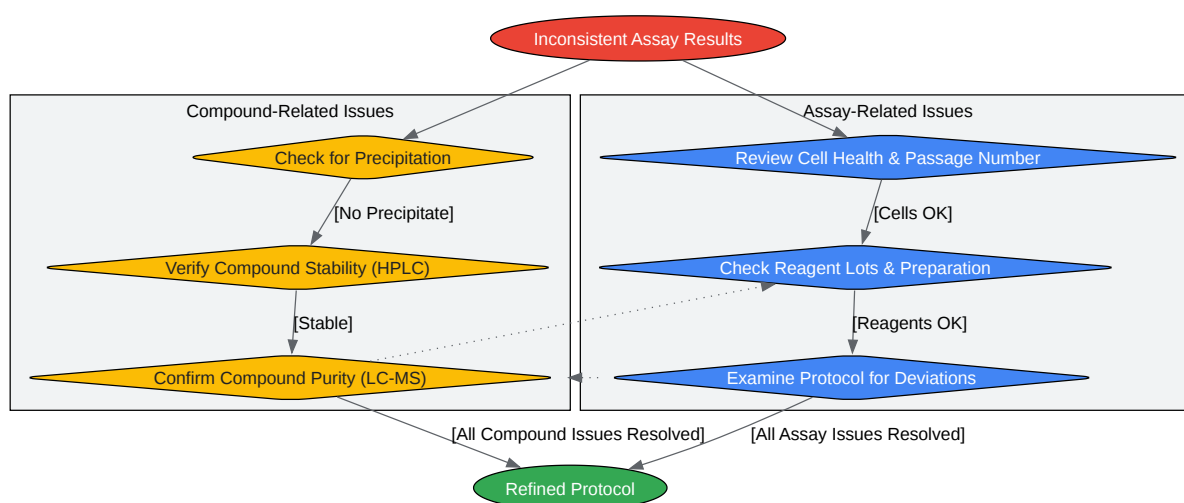 Inconsistent Assay Results
Compound-Related Issues
Assay-Related Issues
Check for Precipitation
Review Cell Health & Passage Number
[No Precipitate]
[Cells OK]
Verify Compound Stability (HPLC)
Check Reagent Lots & Preparation
[Stable]
[Reagents OK]
Confirm Compound Purity (LC-MS)
Examine Protocol for Deviations
[All Compound Issues Resolved]
[All Assay Issues Resolved]
Refined Protocol